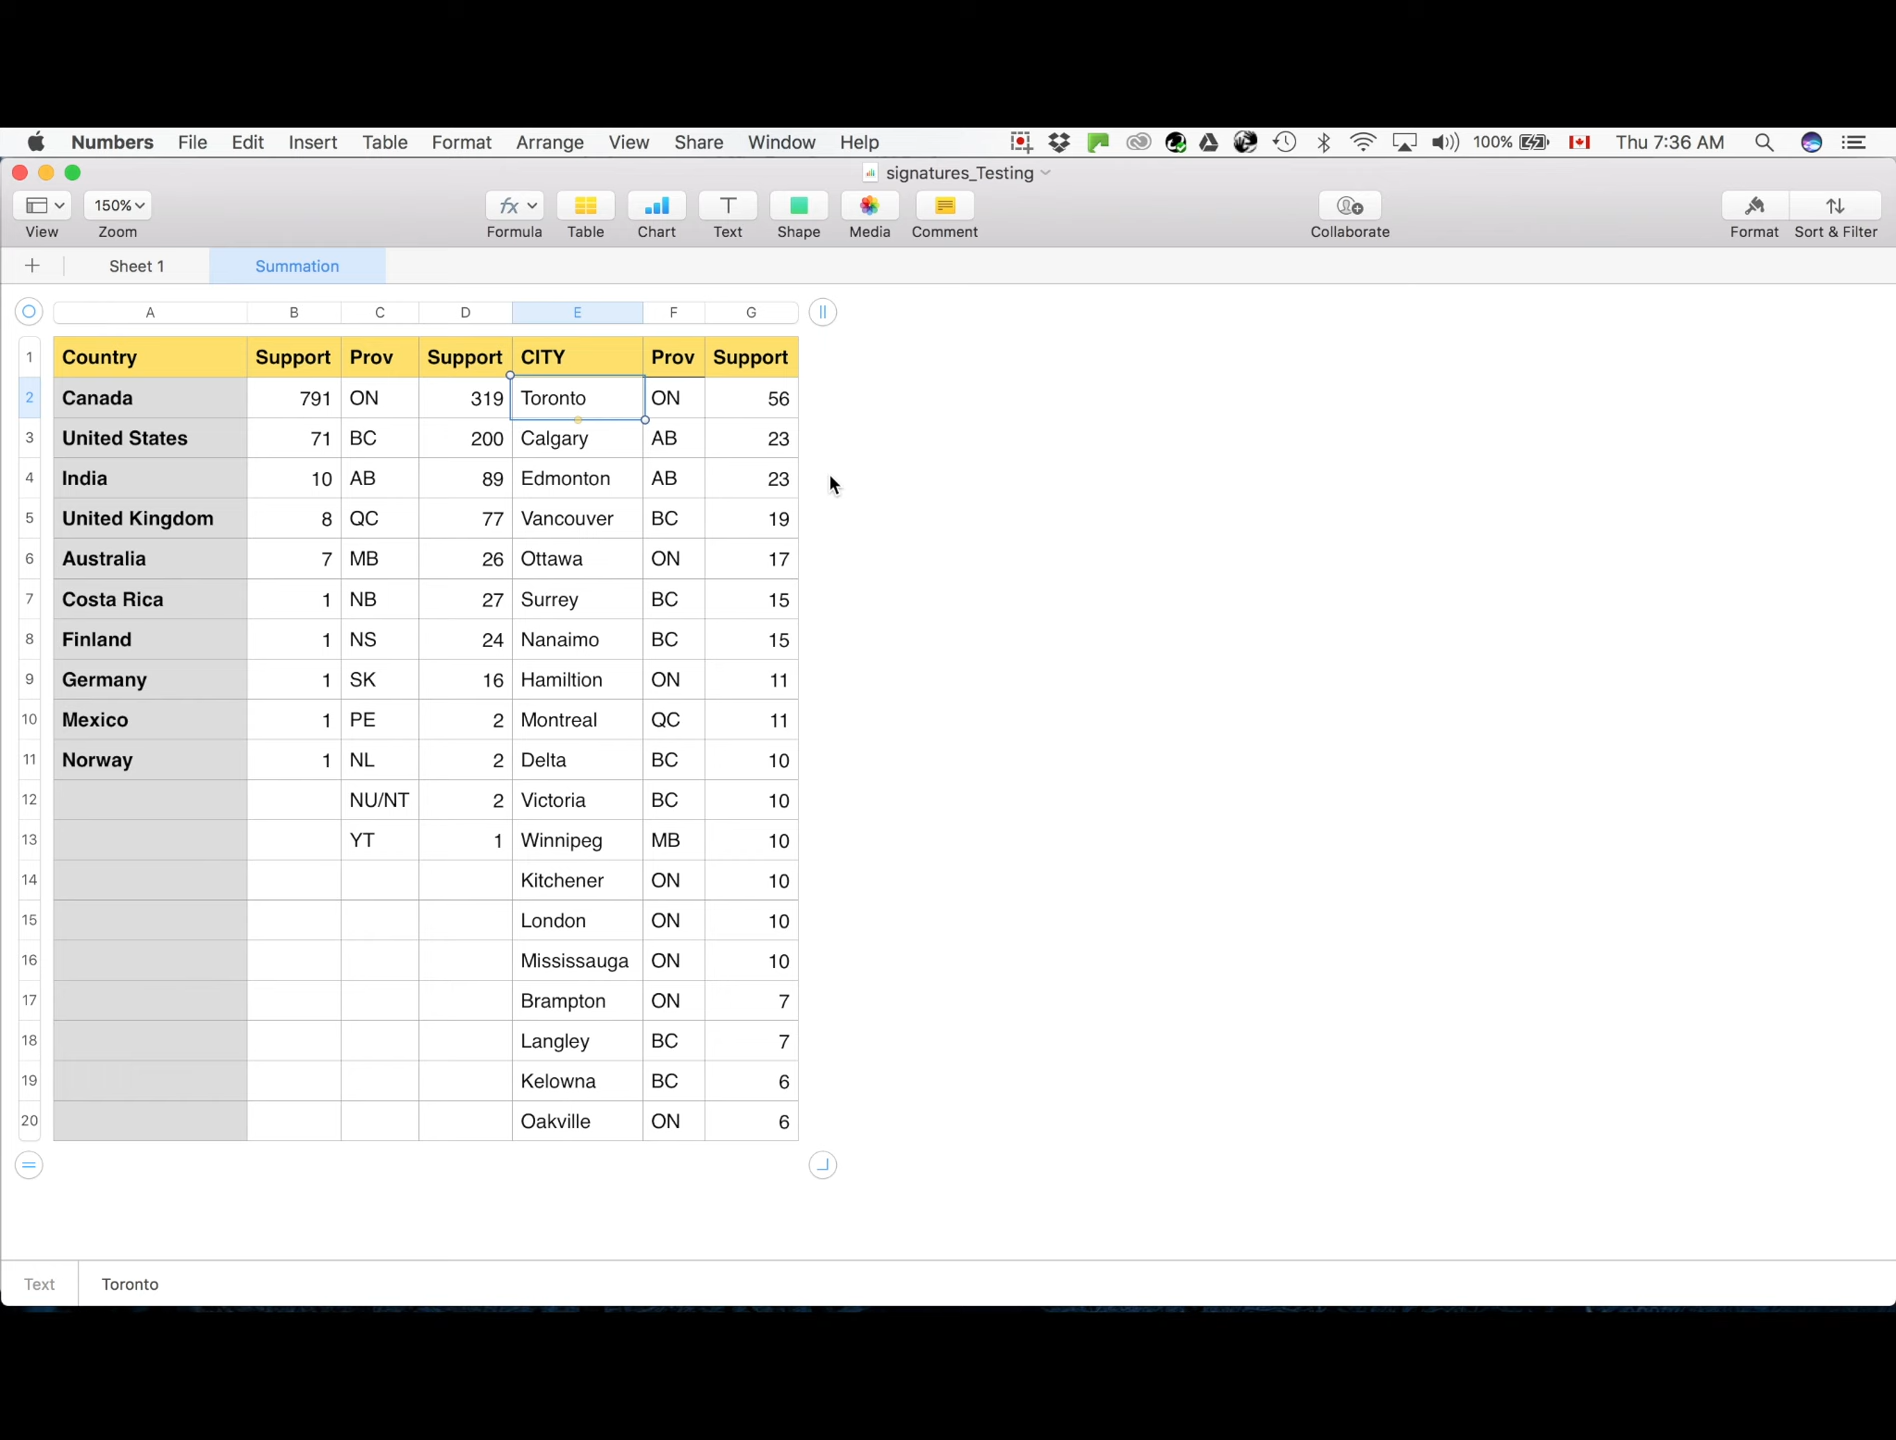 Numbers File Edit Insert Table Format Arrange View Share Window Help 100% Thu 7:36 AM
signatures_Testing
150%
View Zoom Formula Table Chart Text Shape Media Comment Collaborate Format Sort & Filter
Sheet 1 Summation
A B C D E F G
1 Country Support Prov Support CITY Prov Support
2 Canada 791 ON 319 Toronto ON 56
3 United States 71 BC 200 Calgary AB 23
4 India 10 AB 89 Edmonton AB 23
5 United Kingdom 8 QC 77 Vancouver BC 19
6 Australia 7 MB 26 Ottawa ON 17
7 Costa Rica 1 NB 27 Surrey BC 15
8 Finland 1 NS 24 Nanaimo BC 15
9 Germany 1 SK 16 Hamiltion ON 11
10 Mexico 1 PE 2 Montreal QC 11
11 Norway 1 NL 2 Delta BC 10
12 NU/NT 2 Victoria BC 10
13 YT 1 Winnipeg MB 10
14 Kitchener ON 10
15 London ON 10
16 Mississauga ON 10
17 Brampton ON 7
18 Langley BC 7
19 Kelowna BC 6
20 Oakville ON 6
Text Toronto